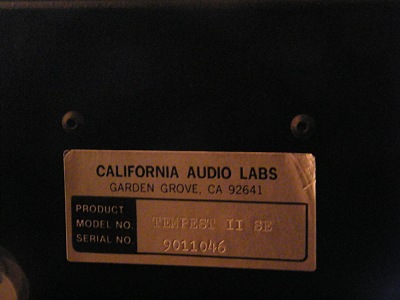 CALIFORNIA AUDIO LABS
GARDEN GROVE, CA 92641
PRODUCT
MODEL NO. TEMPEST II SE
SERIAL NO. 9011046